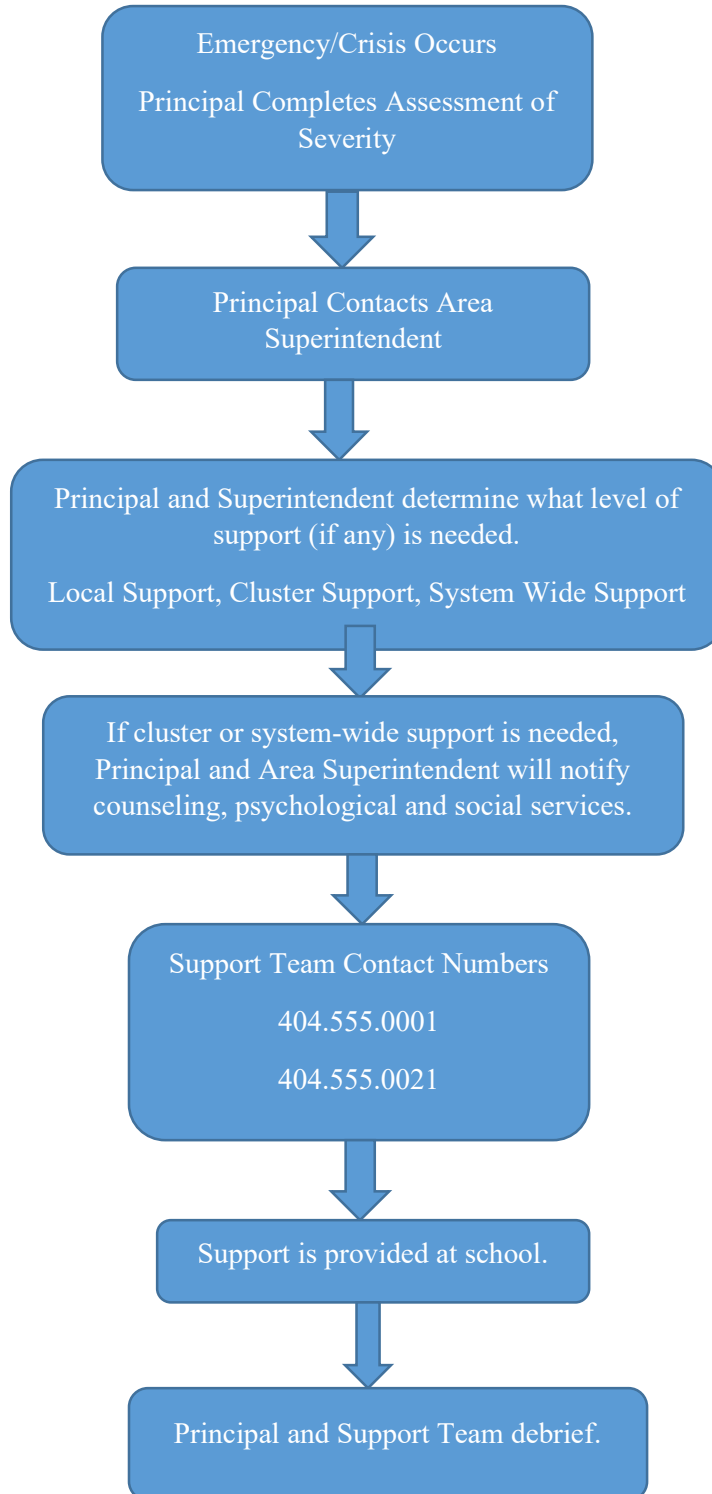 Emergency/Crisis Occurs
Principal Completes Assessment of
Severity
Principal Contacts Area
Superintendent
Principal and Superintendent determine what level of
support (if any) is needed.
Local Support, Cluster Support, System Wide Support
If cluster or system-wide support is needed,
Principal and Area Superintendent will notify
counseling, psychological and social services.
Support Team Contact Numbers
404.555.0001
404.555.0021
Support is provided at school.
Principal and Support Team debrief.